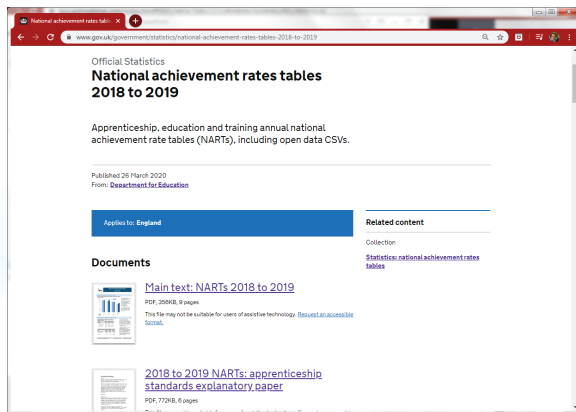 National achievement rates tabl
www.gov.uk/government/statistics/national-achievement-rates-tables-2018-to-2019
Official Statistics
National achievement rates tables
2018 to 2019
Apprenticeship, education and training annual national
achievement rate tables (NARTs), including open data CSVs.
Published 26 March 2020
From: Department for Education
Applies to: England
Related content
Collection
Statistics: national achievement rates
tables
Documents
Main text: NARTs 2018 to 2019
PDF, 356KB, 9 pages
This file may not be suitable for users of assistive technology. Request an accessible
format.
2018 to 2019 NARTs: apprenticeship
standards explanatory paper
PDF, 772KB, 6 pages